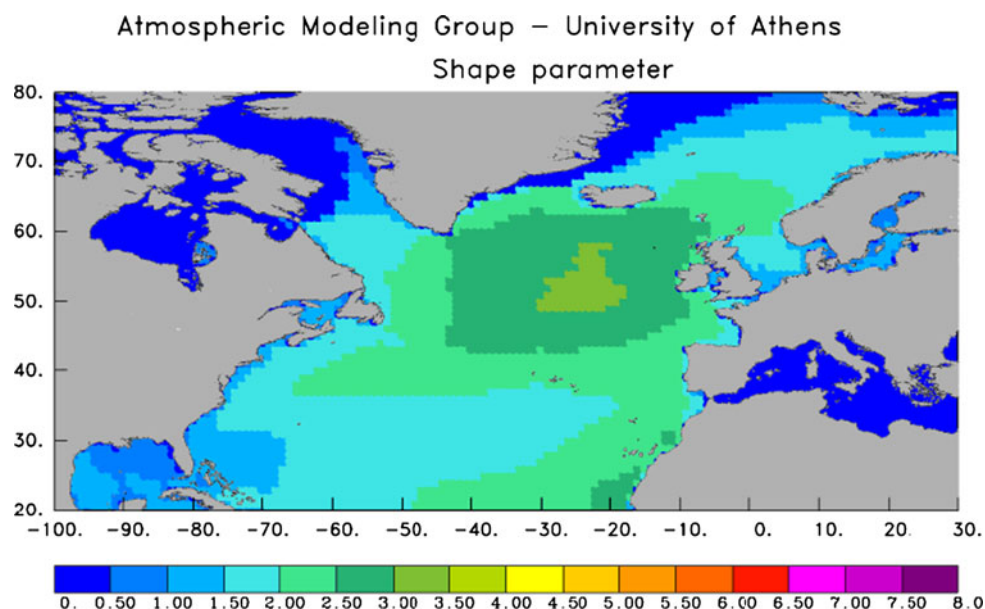 Atmospheric Modeling Group – University of Athens
Shape parameter
80.
70.
60.
50.
40.
30.
20.
−100. −90. −80. −70. −60. −50. −40. −30. −20. −10. 0. 10. 20. 30.
0. 0.50 1.00 1.50 2.00 2.50 3.00 3.50 4.00 4.50 5.00 5.50 6.00 6.50 7.00 7.50 8.0